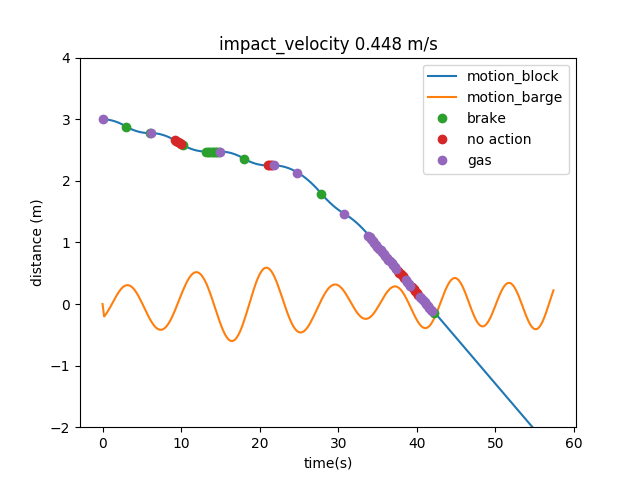 impact_velocity 0.448 m/s
4
3
2
1
0
−1
−2
distance (m)
motion_block
motion_barge
brake
no action
gas
0 10 20 30 40 50 60
time(s)